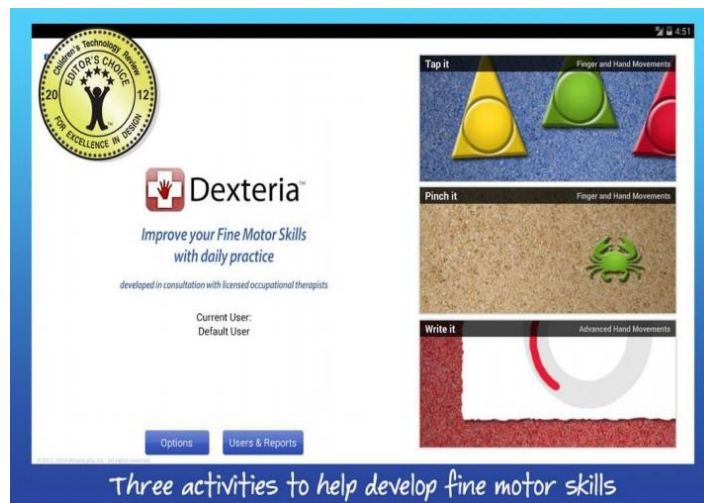 4:51
Children's Technology Review
EDITOR'S CHOICE
20 12
FOR EXCELLENCE IN DESIGN
Dexteria™
Improve your Fine Motor Skills
with daily practice
developed in consultation with licensed occupational therapists
Current User:
Default User
Options
Users & Reports
Tap it
Finger and Hand Movements
Pinch it
Finger and Hand Movements
Write it
Advanced Hand Movements
Three activities to help develop fine motor skills